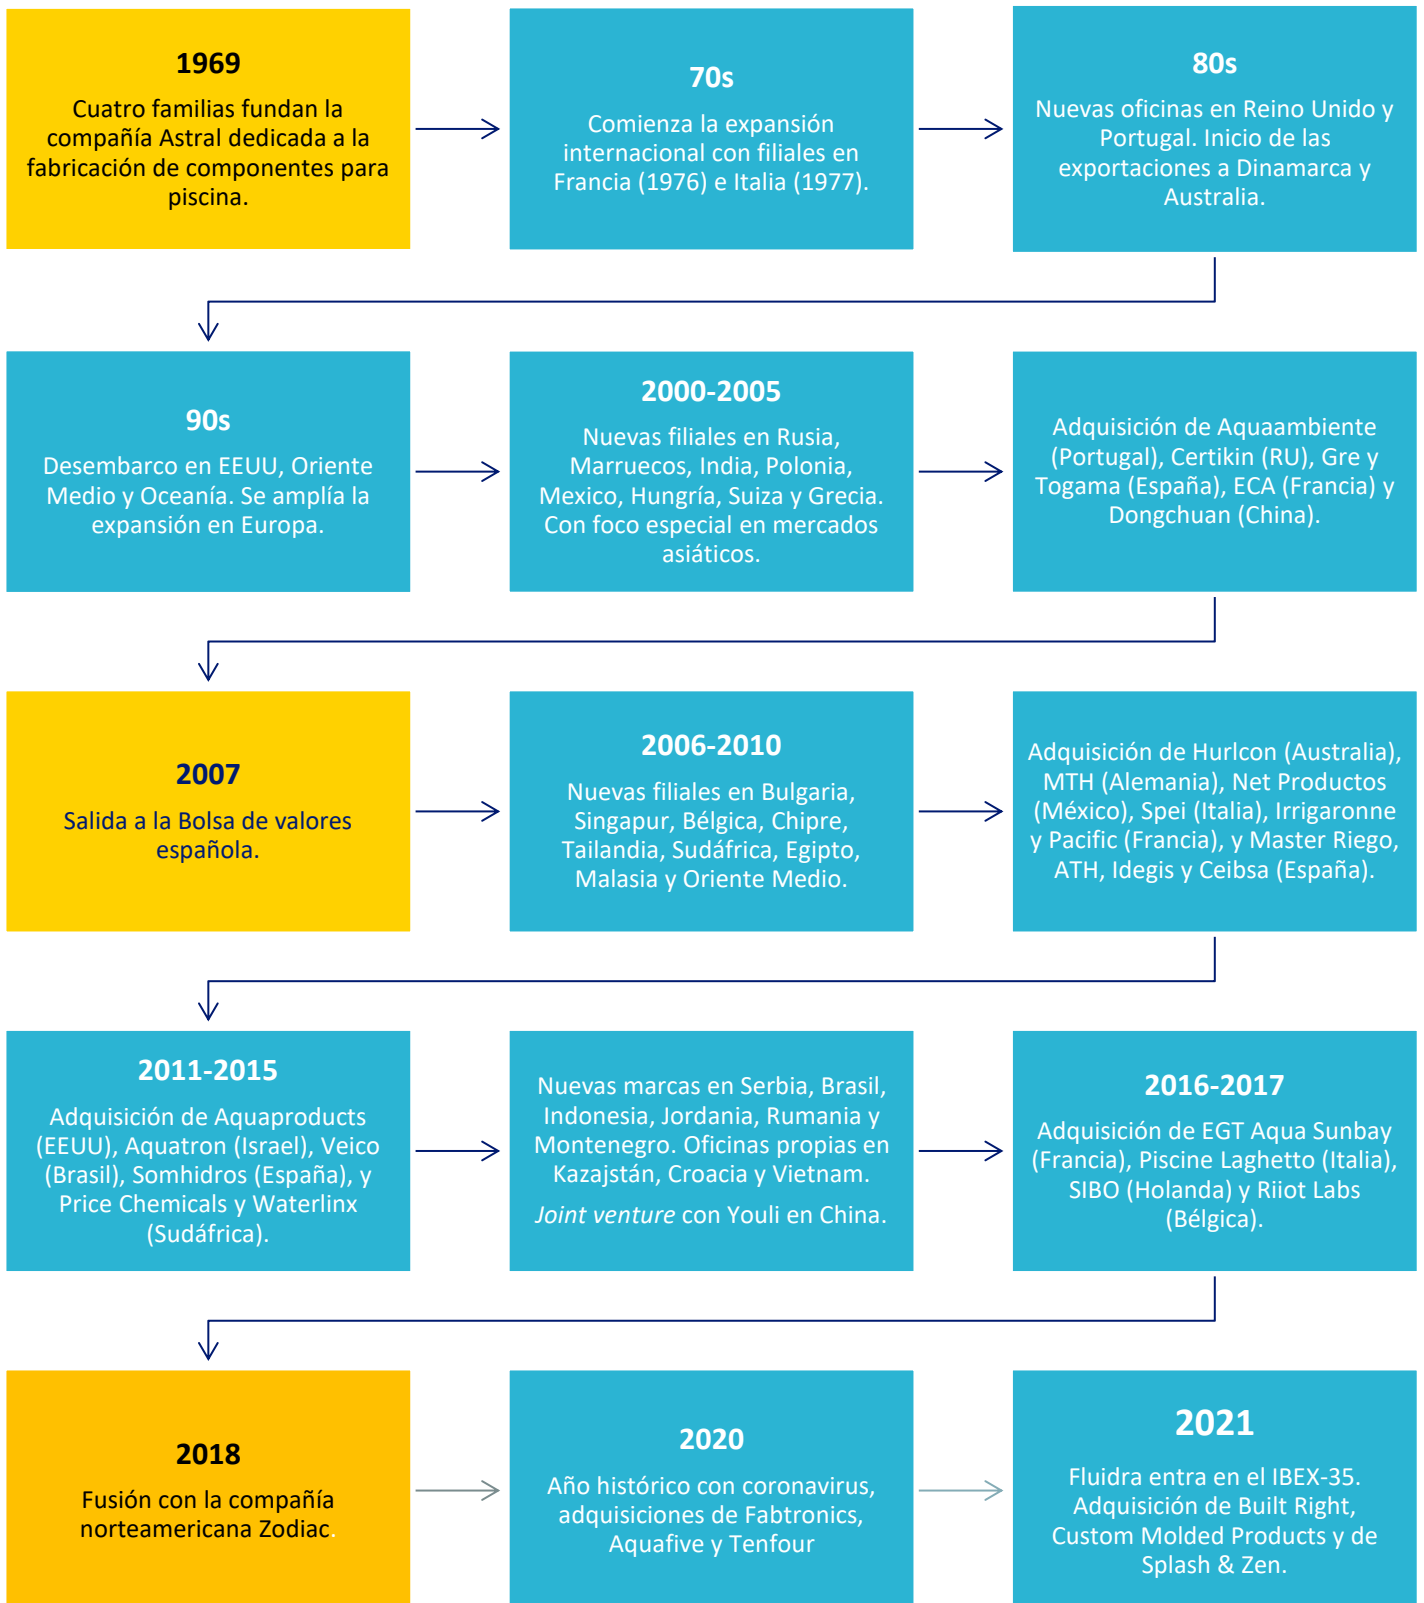 1969
Cuatro familias fundan la
compañía Astral dedicada a la
fabricación de componentes para
piscina.
70s
Comienza la expansión
internacional con filiales en
Francia (1976) e Italia (1977).
80s
Nuevas oficinas en Reino Unido y
Portugal. Inicio de las
exportaciones a Dinamarca y
Australia.
90s
Desembarco en EEUU, Oriente
Medio y Oceanía. Se amplía la
expansión en Europa.
2000-2005
Nuevas filiales en Rusia,
Marruecos, India, Polonia,
Mexico, Hungría, Suiza y Grecia.
Con foco especial en mercados
asiáticos.
Adquisición de Aquaambiente
(Portugal), Certikin (RU), Gre y
Togama (España), ECA (Francia) y
Dongchuan (China).
2007
Salida a la Bolsa de valores
española.
2006-2010
Nuevas filiales en Bulgaria,
Singapur, Bélgica, Chipre,
Tailandia, Sudáfrica, Egipto,
Malasia y Oriente Medio.
Adquisición de Hurlcon (Australia),
MTH (Alemania), Net Productos
(México), Spei (Italia), Irrigaronne
y Pacific (Francia), y Master Riego,
ATH, Idegis y Ceibsa (España).
2011-2015
Adquisición de Aquaproducts
(EEUU), Aquatron (Israel), Veico
(Brasil), Somhidros (España), y
Price Chemicals y Waterlinx
(Sudáfrica).
Nuevas marcas en Serbia, Brasil,
Indonesia, Jordania, Rumania y
Montenegro. Oficinas propias en
Kazajstán, Croacia y Vietnam.
Joint venture con Youli en China.
2016-2017
Adquisición de EGT Aqua Sunbay
(Francia), Piscine Laghetto (Italia),
SIBO (Holanda) y Riiot Labs
(Bélgica).
2018
Fusión con la compañía
norteamericana Zodiac.
2020
Año histórico con coronavirus,
adquisiciones de Fabtronics,
Aquafive y Tenfour
2021
Fluidra entra en el IBEX-35.
Adquisición de Built Right,
Custom Molded Products y de
Splash & Zen.